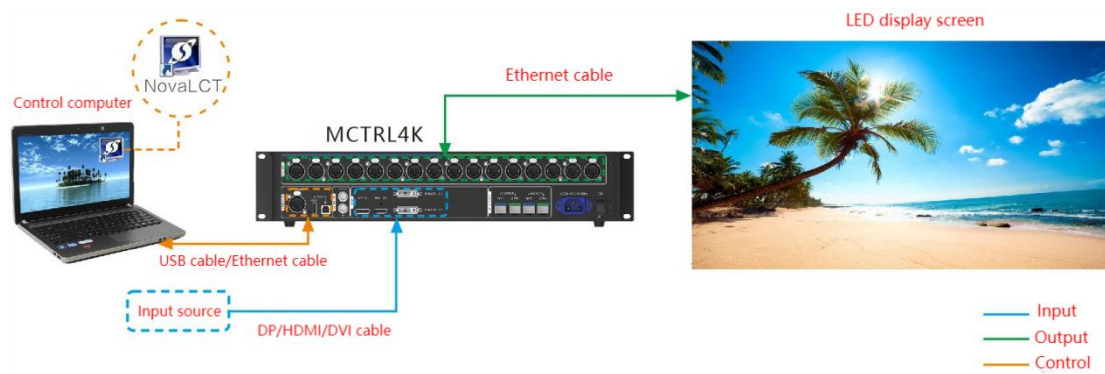 LED display screen
NovaLCT
Ethernet cable
Control computer
MCTRL4K
USB cable/Ethernet cable
Input source
DP/HDMI/DVI cable
Input
Output
Control